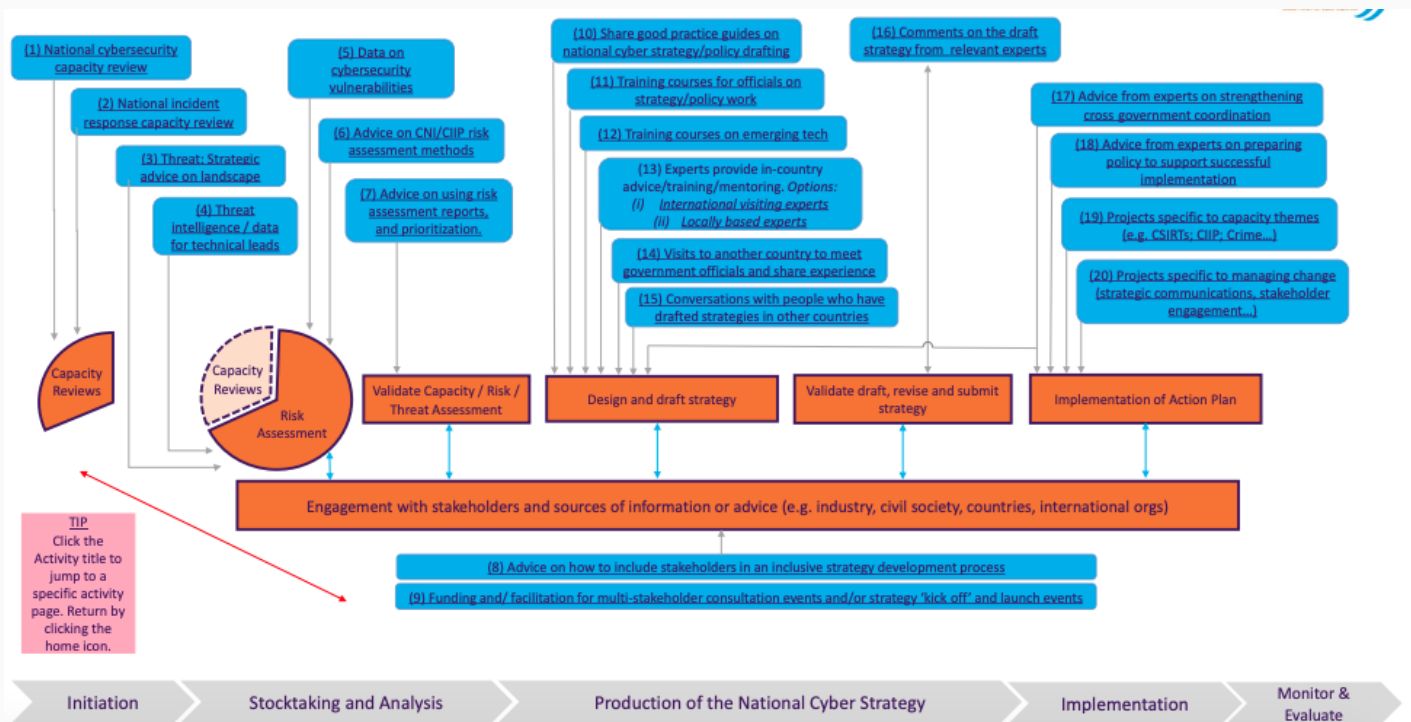 (1) National cybersecurity
capacity review
(2) National incident
response capacity review
(3) Threat: Strategic
advice on landscape
(4) Threat
intelligence / data
for technical leads
(5) Data on
cybersecurity
vulnerabilities
(6) Advice on CNI/CIIP risk
assessment methods
(7) Advice on using risk
assessment reports,
and prioritization.
(10) Share good practice guides on
national cyber strategy/policy drafting
(11) Training courses for officials on
strategy/policy work
(12) Training courses on emerging tech
(13) Experts provide in-country
advice/training/mentoring. Options:
(i) International visiting experts
(ii) Locally based experts
(14) Visits to another country to meet
government officials and share experience
(15) Conversations with people who have
drafted strategies in other countries
(16) Comments on the draft
strategy from relevant experts
(17) Advice from experts on strengthening
cross government coordination
(18) Advice from experts on preparing
policy to support successful
implementation
(19) Projects specific to capacity themes
(e.g. CSIRTs; CIIP; Crime...)
(20) Projects specific to managing change
(strategic communications, stakeholder
engagement...)
Capacity
Reviews
Capacity
Reviews
Risk
Assessment
Validate Capacity / Risk /
Threat Assessment
Design and draft strategy
Validate draft, revise and submit
strategy
Implementation of Action Plan
Engagement with stakeholders and sources of information or advice (e.g. industry, civil society, countries, international orgs)
(8) Advice on how to include stakeholders in an inclusive strategy development process
(9) Funding and/ facilitation for multi-stakeholder consultation events and/or strategy 'kick off' and launch events
TIP
Click the
Activity title to
jump to a
specific activity
page. Return by
clicking the
home icon.
Initiation
Stocktaking and Analysis
Production of the National Cyber Strategy
Implementation
Monitor &
Evaluate